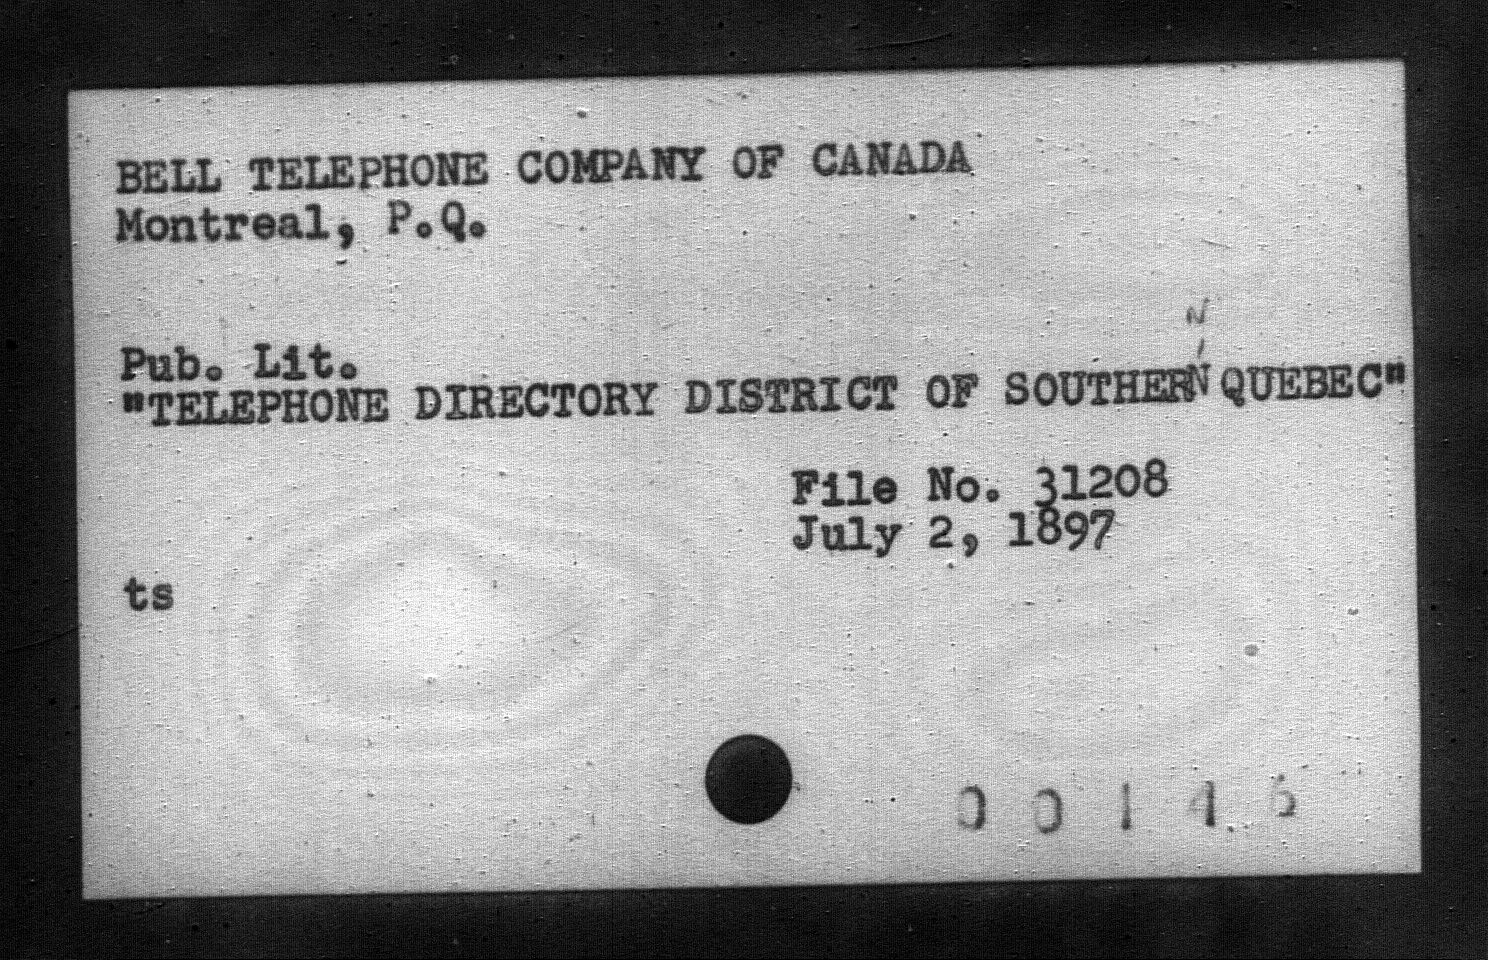 BELL TELEPHONE COMPANY OF CANADA
Montreal, P.Q.
Pub. Lit.
"TELEPHONE DIRECTORY DISTRICT OF SOUTHERN QUEBEC"
File No. 31208
July 2, 1897
ts